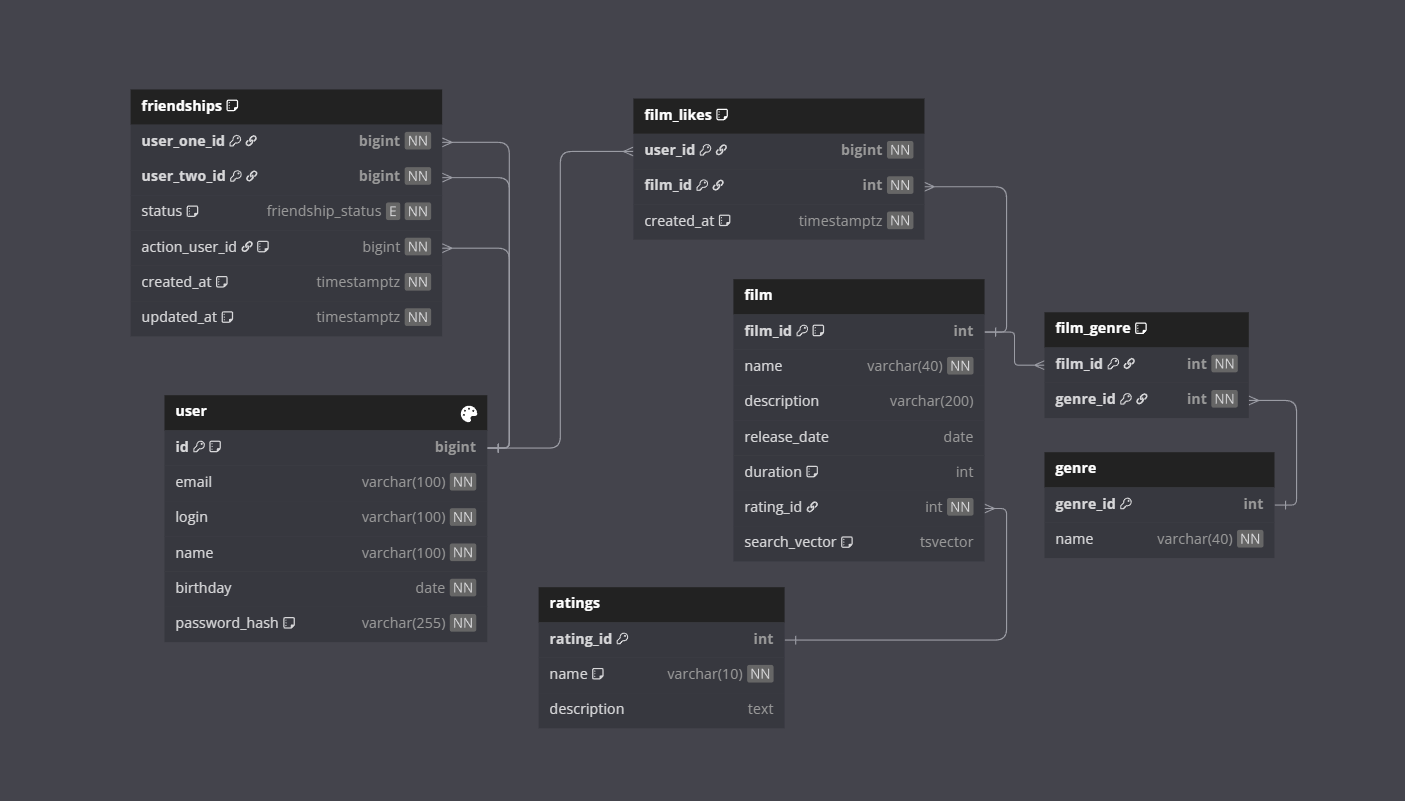 friendships
user_one_id bigint NN
user_two_id bigint NN
status friendship_status E NN
action_user_id bigint NN
created_at timestamptz NN
updated_at timestamptz NN
film_likes
user_id bigint NN
film_id int NN
created_at timestamptz NN
film
film_id int
name varchar(40) NN
description varchar(200)
release_date date
duration int
rating_id int NN
search_vector tsvector
film_genre
film_id int NN
genre_id int NN
user
id bigint
email varchar(100) NN
login varchar(100) NN
name varchar(100) NN
birthday date NN
password_hash varchar(255) NN
genre
genre_id int
name varchar(40) NN
ratings
rating_id int
name varchar(10) NN
description text